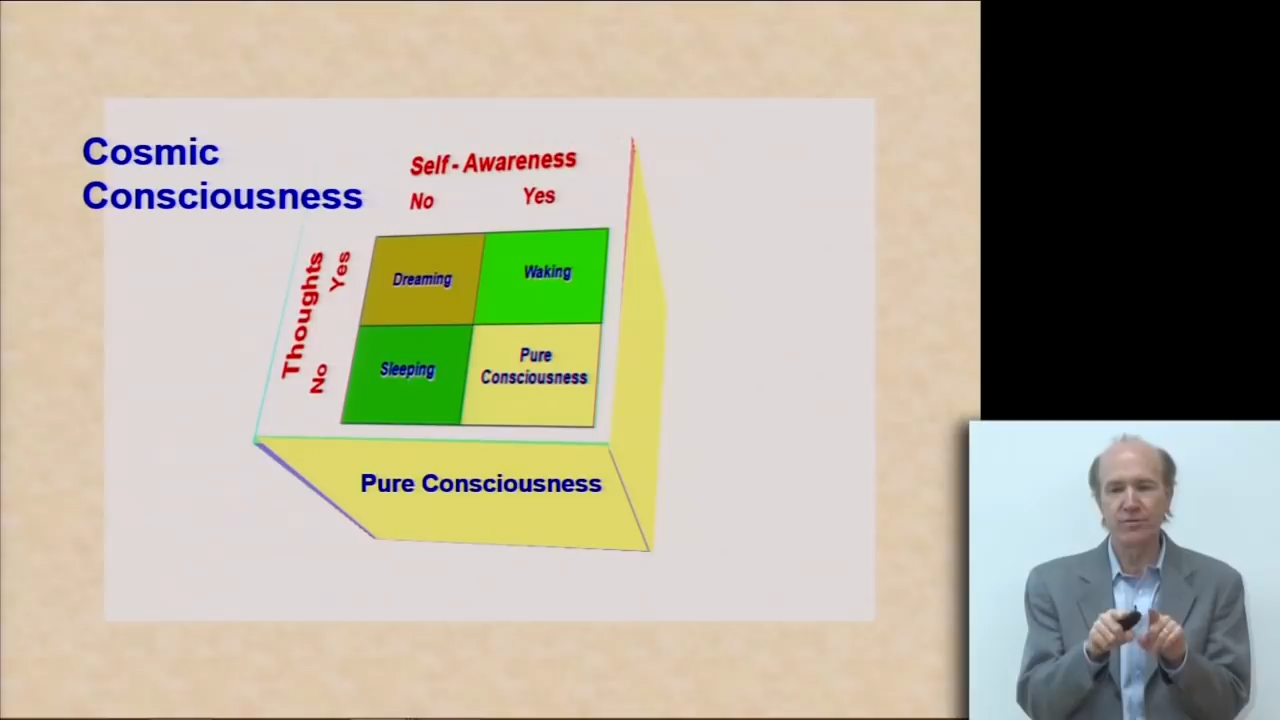 Cosmic
Consciousness
Self - Awareness
No Yes
Thoughts
Yes
No
Dreaming
Waking
Sleeping
Pure
Consciousness
Pure Consciousness